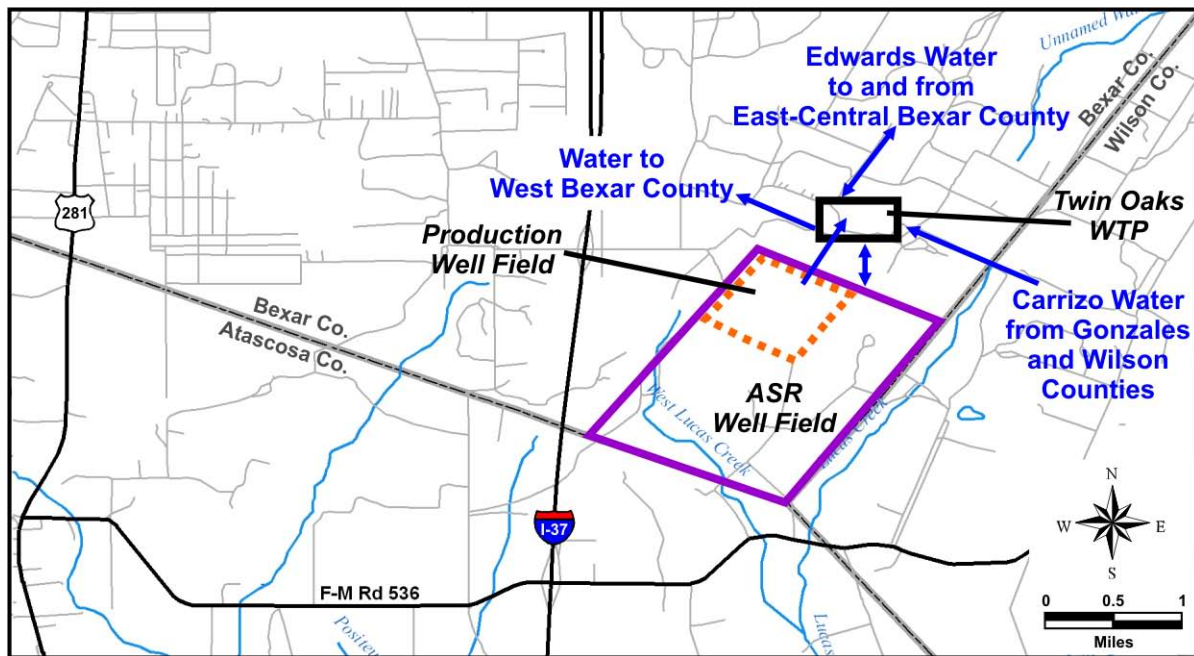 Unnamed
Edwards Water
to and from
East-Central Bexar County
Bexar Co.
Wilson Co.
Water to
West Bexar County
281
Twin Oaks
WTP
Production
Well Field
Carrizo Water
from Gonzales
and Wilson
Counties
Bexar Co.
Atascosa Co.
ASR
Well Field
West Lucas Creek
Lucas Creek
I-37
F-M Rd 536
Lucas
N
W
E
S
0 0.5 1
Miles